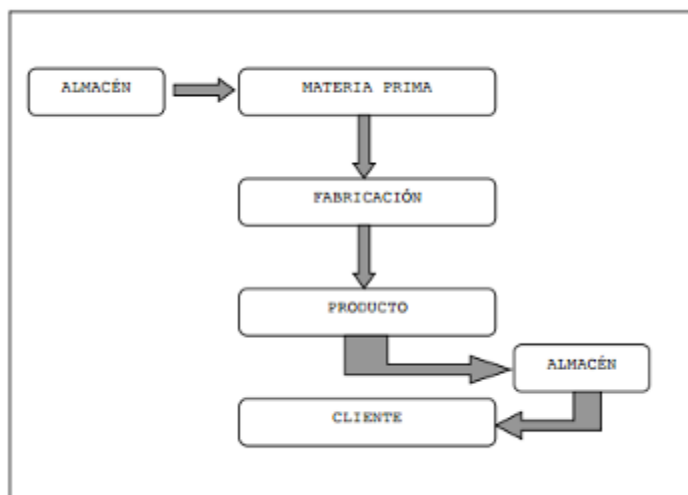 ALMACÉN
MATERIA PRIMA
FABRICACIÓN
PRODUCTO
ALMACÉN
CLIENTE